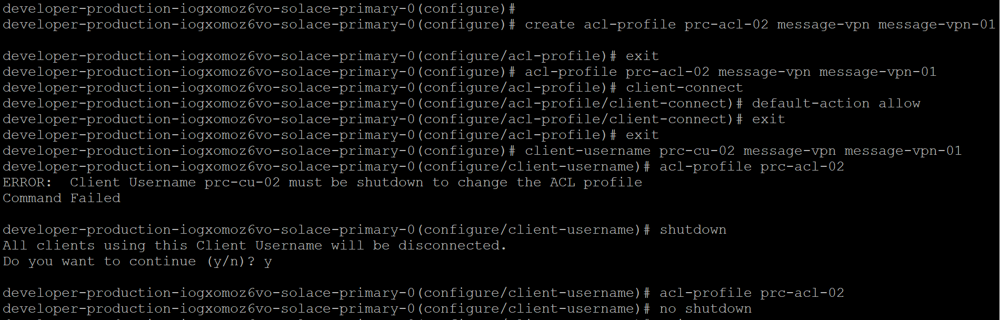 developer-production-iogxomoz6vo-solace-primary-0(configure)#
developer-production-iogxomoz6vo-solace-primary-0(configure)# create acl-profile prc-acl-02 message-vpn message-vpn-01
developer-production-iogxomoz6vo-solace-primary-0(configure/acl-profile)# exit
developer-production-iogxomoz6vo-solace-primary-0(configure)# acl-profile prc-acl-02 message-vpn message-vpn-01
developer-production-iogxomoz6vo-solace-primary-0(configure/acl-profile)# client-connect
developer-production-iogxomoz6vo-solace-primary-0(configure/acl-profile/client-connect)# default-action allow
developer-production-iogxomoz6vo-solace-primary-0(configure/acl-profile/client-connect)# exit
developer-production-iogxomoz6vo-solace-primary-0(configure/acl-profile)# exit
developer-production-iogxomoz6vo-solace-primary-0(configure)# client-username prc-cu-02 message-vpn message-vpn-01
developer-production-iogxomoz6vo-solace-primary-0(configure/client-username)# acl-profile prc-acl-02
ERROR:  Client Username prc-cu-02 must be shutdown to change the ACL profile
Command Failed
developer-production-iogxomoz6vo-solace-primary-0(configure/client-username)# shutdown
All clients using this Client Username will be disconnected.
Do you want to continue (y/n)? y
developer-production-iogxomoz6vo-solace-primary-0(configure/client-username)# acl-profile prc-acl-02
developer-production-iogxomoz6vo-solace-primary-0(configure/client-username)# no shutdown